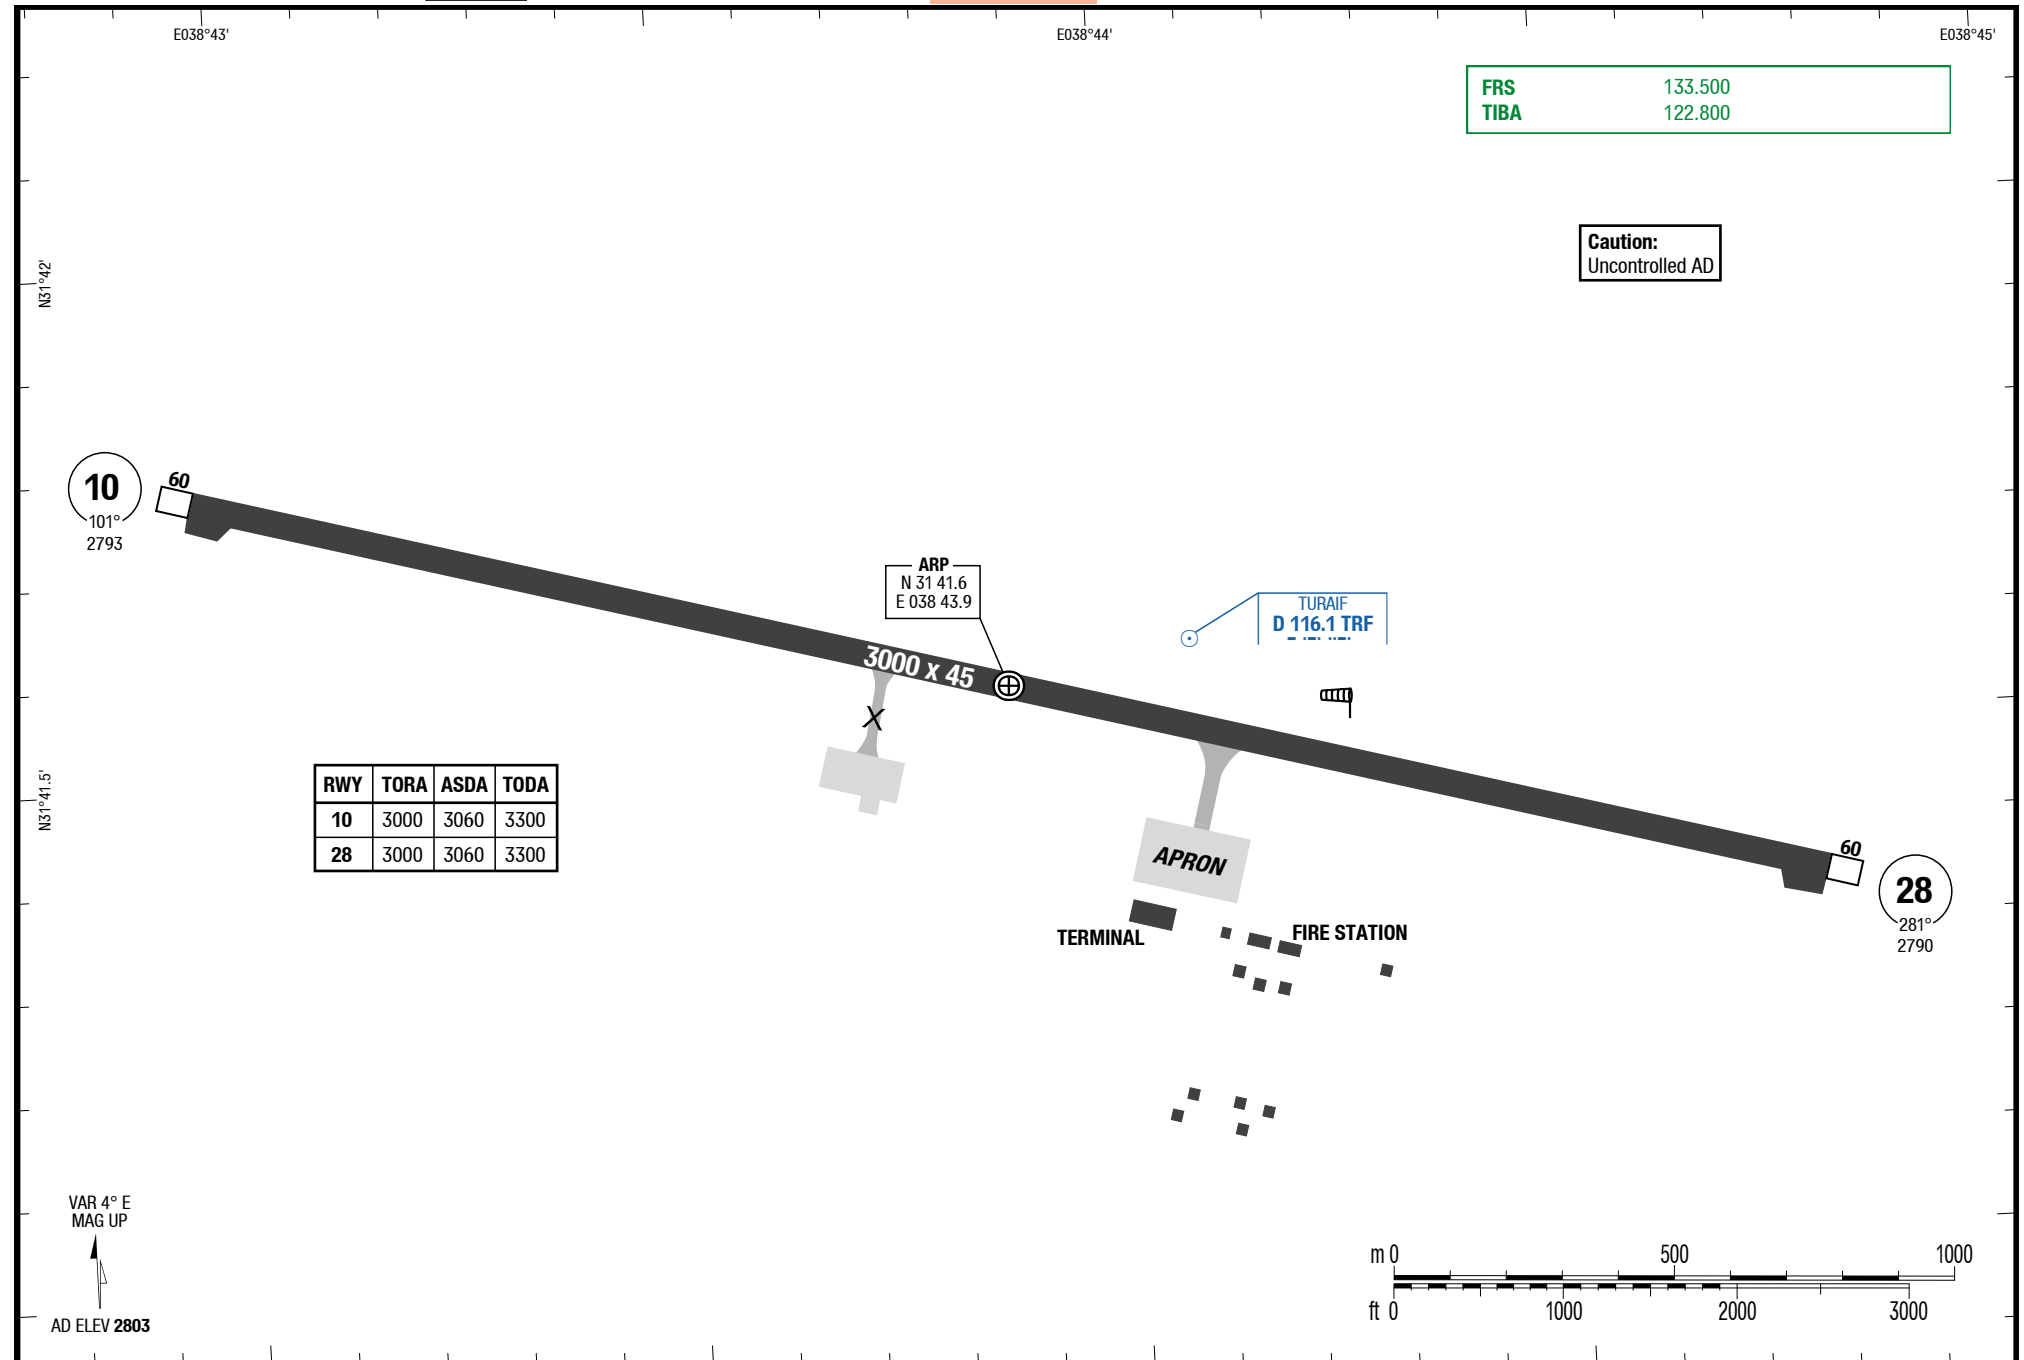 E038°43'
E038°44'
E038°45'
FRS 133.500
TIBA 122.800
Caution:
Uncontrolled AD
N31°42'
10
101°
2793
60
ARP
N 31 41.6
E 038 43.9
TURAIF
D 116.1 TRF
3000 x 45
X
N31°41.5'
RWY TORA ASDA TODA
10 3000 3060 3300
28 3000 3060 3300
APRON
60
28
281°
2790
TERMINAL
FIRE STATION
VAR 4° E
MAG UP
AD ELEV 2803
m 0 500 1000
ft 0 1000 2000 3000